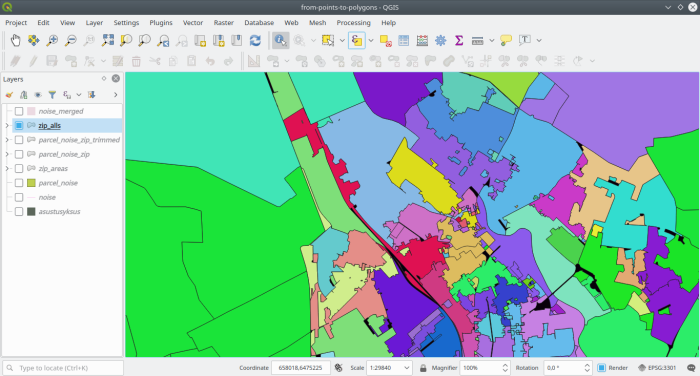 from-points-to-polygons - QGIS
Project Edit View Layer Settings Plugins Vector Raster Database Web Mesh Processing Help
Layers
noise_merged
zip_alls
parcel_noise_zip_trimmed
parcel_noise_zip
zip_areas
parcel_noise
noise
asustusyksus
Type to locate (Ctrl+K) Coordinate 658018,6475225 Scale 1:29840 Magnifier 100% Rotation 0,0 ° Render EPSG:3301